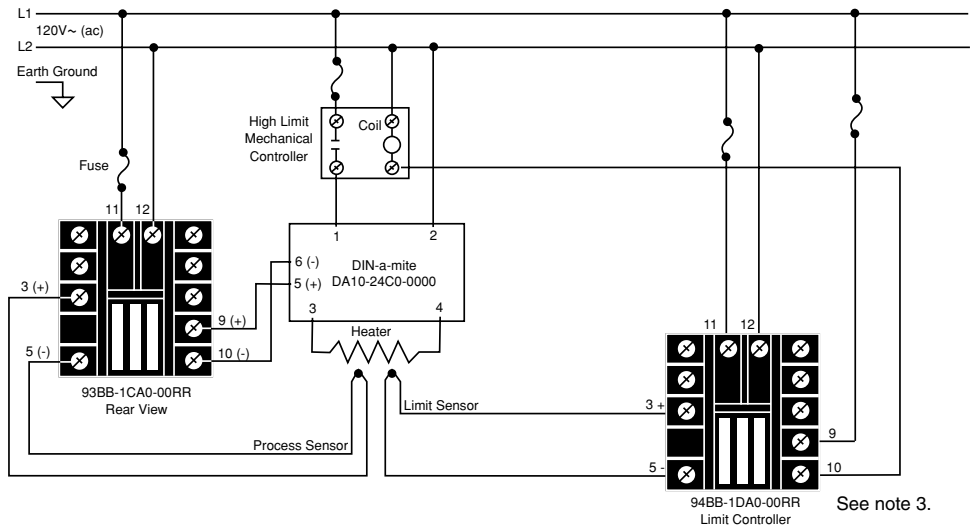 L1
120V~ (ac)
L2
Earth Ground
High Limit
Mechanical
Controller
Coil
Fuse
11 12
1 2
6 (-)
5 (+)
DIN-a-mite
DA10-24C0-0000
3 4
Heater
3 (+)
9 (+)
5 (-)
10 (-)
93BB-1CA0-00RR
Rear View
Process Sensor
Limit Sensor
11 12
3 +
9
5 -
10
94BB-1DA0-00RR
Limit Controller
See note 3.